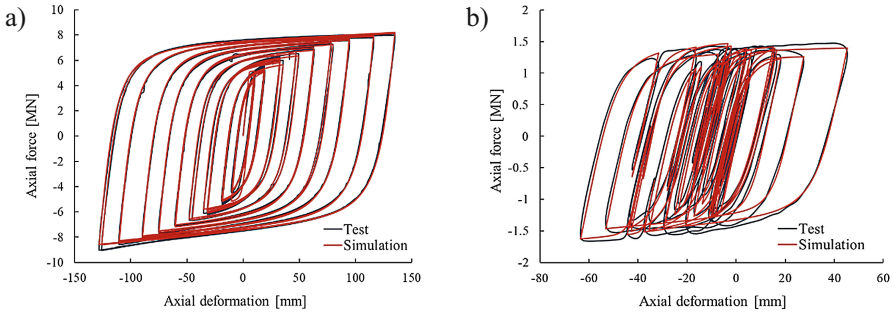 a)
10
8
6
4
2
0
-2
-4
-6
-8
-10
Axial force [MN]
-150 -100 -50 0 50 100 150
Axial deformation [mm]
Test
Simulation
b)
2
1.5
1
0.5
0
-0.5
-1
-1.5
-2
Axial force [MN]
-80 -60 -40 -20 0 20 40 60
Axial deformation [mm]
Test
Simulation